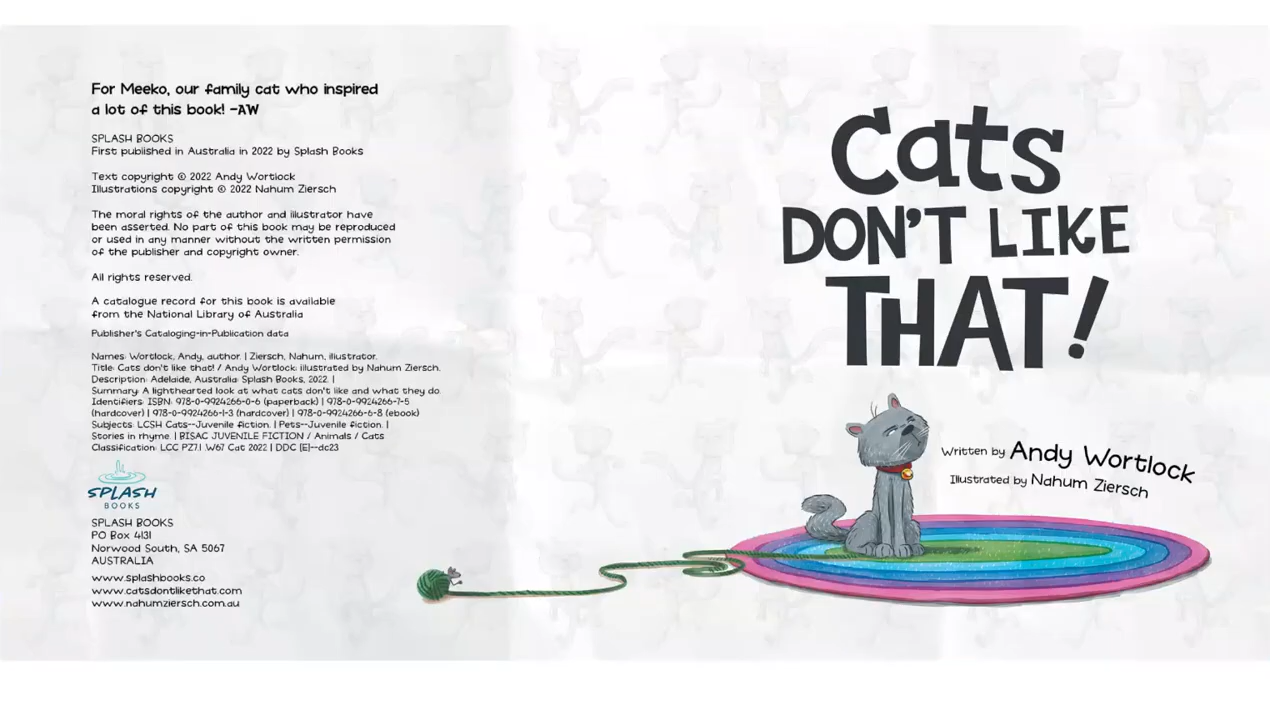 For Meeko, our family cat who inspired
a lot of this book! -AW
SPLASH BOOKS
First published in Australia in 2022 by Splash Books
Text copyright © 2022 Andy Wortlock
Illustrations copyright © 2022 Nahum Ziersch
The moral rights of the author and illustrator have
been asserted. No part of this book may be reproduced
or used in any manner without the written permission
of the publisher and copyright owner.
All rights reserved.
A catalogue record for this book is available
from the National Library of Australia
Publisher's Cataloging-in-Publication data
Names: Wortlock, Andy, author. | Ziersch, Nahum, illustrator.
Title: Cats don't like that! / Andy Wortlock; illustrated by Nahum Ziersch.
Description: Adelaide, Australia: Splash Books, 2022. |
Summary: A lighthearted look at what cats don't like and what they do.
Identifiers: ISBN: 978-0-9924266-0-6 (paperback) | 978-0-9924266-7-5
(hardcover) | 978-0-9924266-1-3 (hardcover) | 978-0-9924266-6-8 (ebook)
Subjects: LCSH Cats--Juvenile fiction. | Pets--Juvenile fiction. |
Stories in rhyme. | BISAC JUVENILE FICTION / Animals / Cats
Classification: LCC PZ7.1 .W67 Cat 2022 | DDC [E]--dc23
SPLASH
BOOKS
SPLASH BOOKS
PO Box 4131
Norwood South, SA 5067
AUSTRALIA
www.splashbooks.co
www.catsdontlikethat.com
www.nahumziersch.com.au
Cats
DON'T LIKE
THAT!
Written by Andy Wortlock
Illustrated by Nahum Ziersch